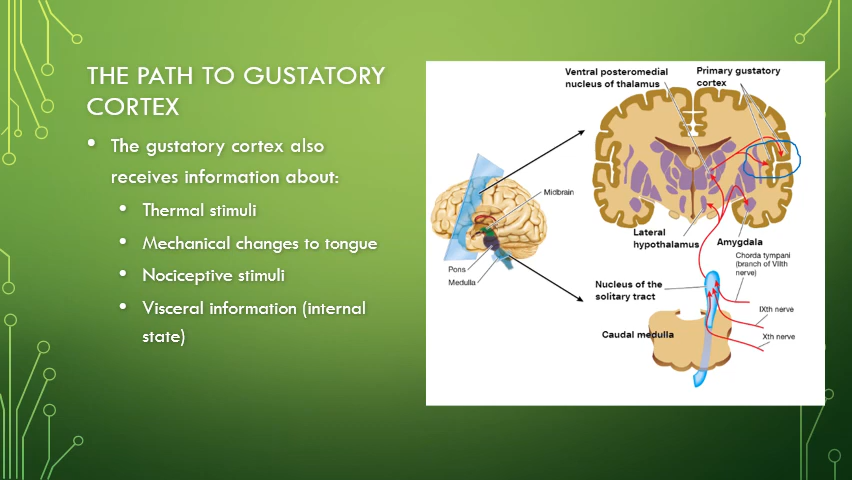 THE PATH TO GUSTATORY
CORTEX
• The gustatory cortex also
receives information about:
• Thermal stimuli
• Mechanical changes to tongue
• Nociceptive stimuli
• Visceral information (internal
state)
Ventral posteromedial
nucleus of thalamus
Primary gustatory
cortex
Midbrain
Pons
Medulla
Lateral
hypothalamus
Amygdala
Chorda tympani
(branch of VIIth
nerve)
Nucleus of the
solitary tract
IXth nerve
Caudal medulla
Xth nerve